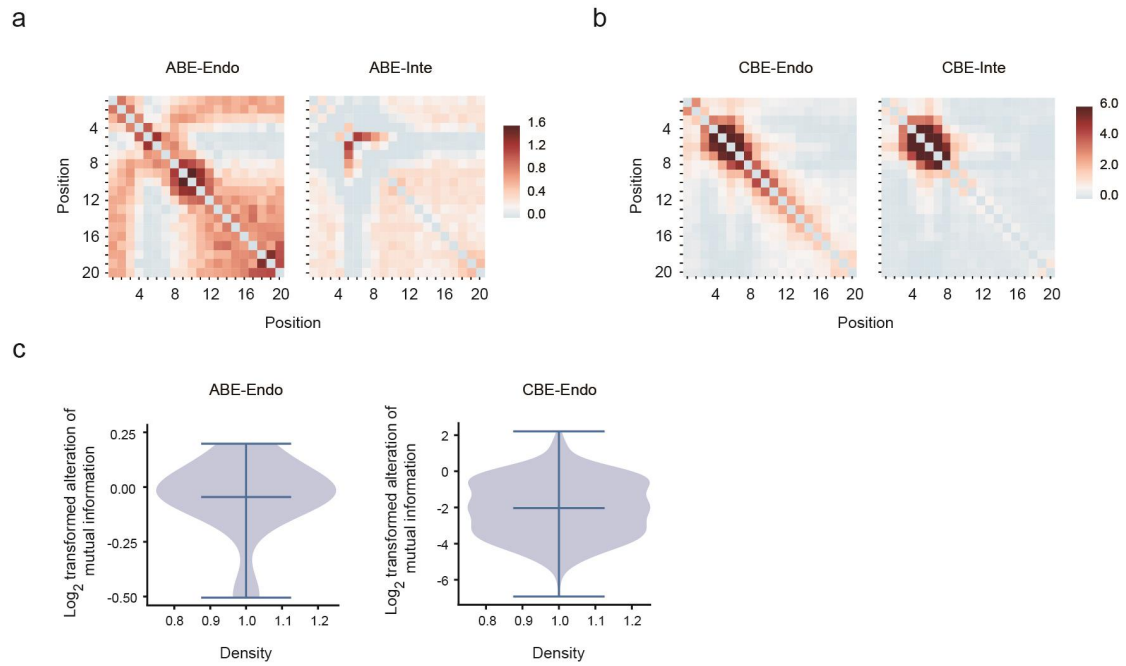 a
b
ABE-Endo
ABE-Inte
CBE-Endo
CBE-Inte
Position
4
8
12
16
20
4 8 12 16 20
4 8 12 16 20
Position
1.6
1.2
0.8
0.4
0.0
Position
4
8
12
16
20
4 8 12 16 20
4 8 12 16 20
Position
6.0
4.0
2.0
0.0
c
ABE-Endo
Log2 transformed alteration of
mutual information
0.25
0.00
-0.25
-0.50
0.8 0.9 1.0 1.1 1.2
Density
CBE-Endo
Log2 transformed alteration of
mutual information
2
0
-2
-4
-6
0.8 0.9 1.0 1.1 1.2
Density